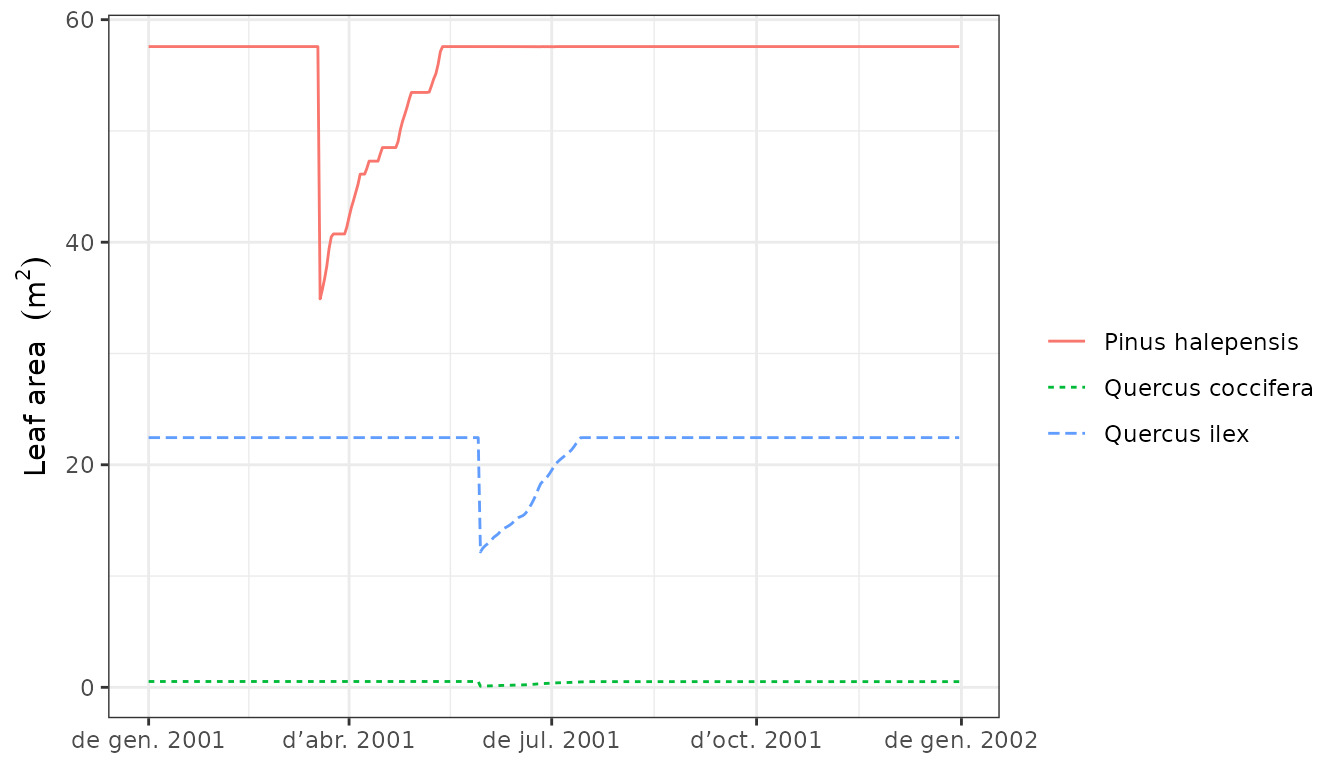 60
40
20
0
Leaf area (m²)
de gen. 2001
d’abr. 2001
de jul. 2001
d’oct. 2001
de gen. 2002
Pinus halepensis
Quercus coccifera
Quercus ilex